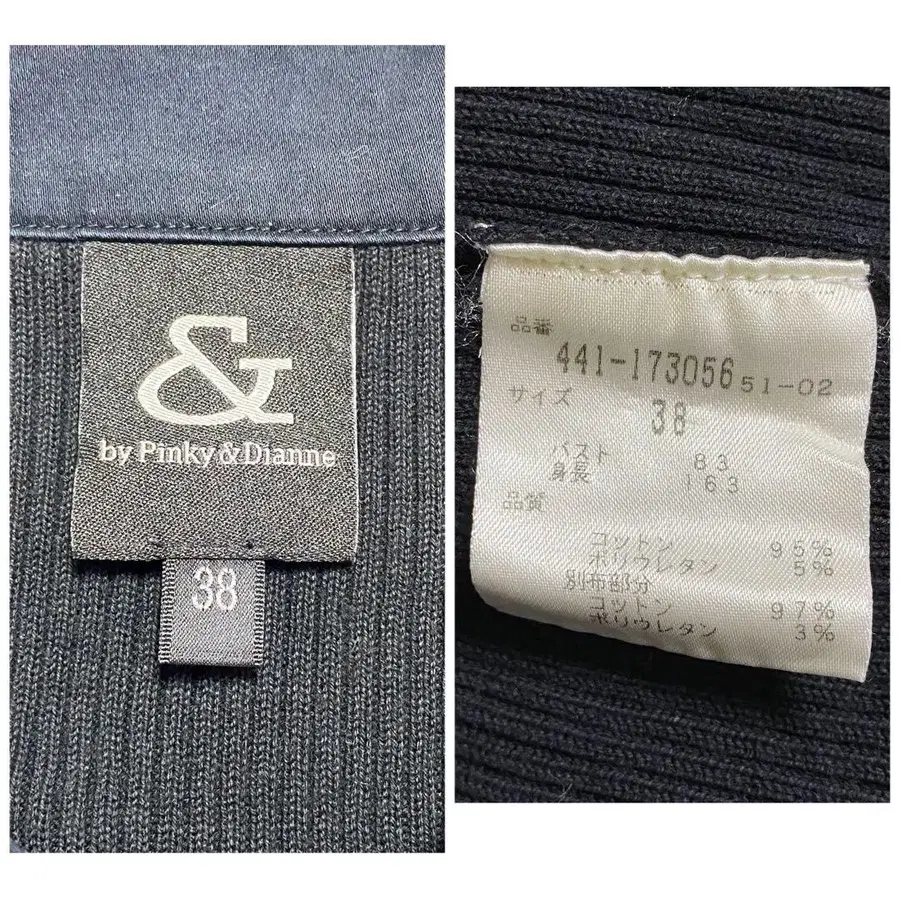 &
by Pinky & Dianne
38
品番
441-173056 51-02
サイズ
38
バスト 83
身長 163
品質
コットン 95%
ポリウレタン 5%
別布部分
コットン 97%
ポリウレタン 3%